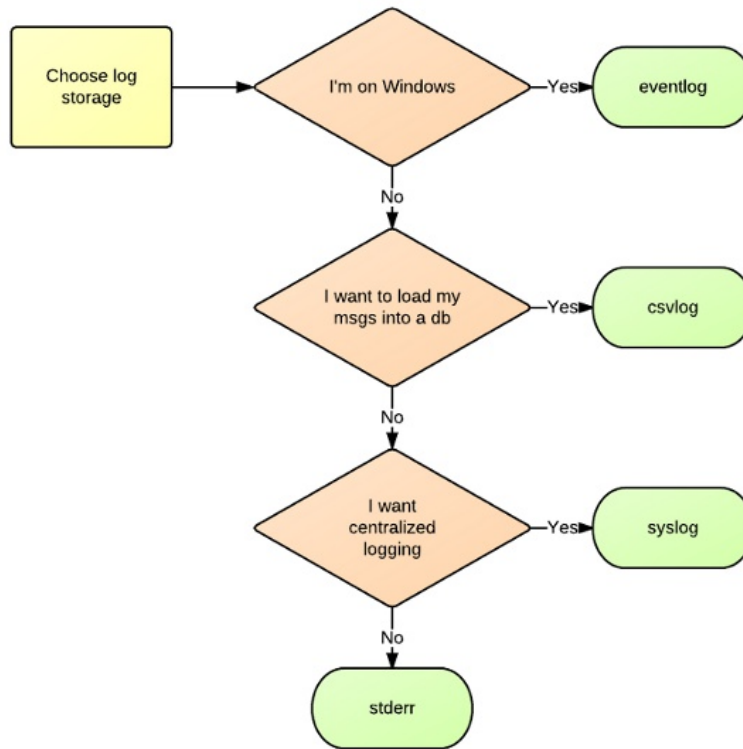 Choose log
storage
I'm on Windows
Yes
eventlog
No
I want to load my
msgs into a db
Yes
csvlog
No
I want
centralized
logging
Yes
syslog
No
stderr